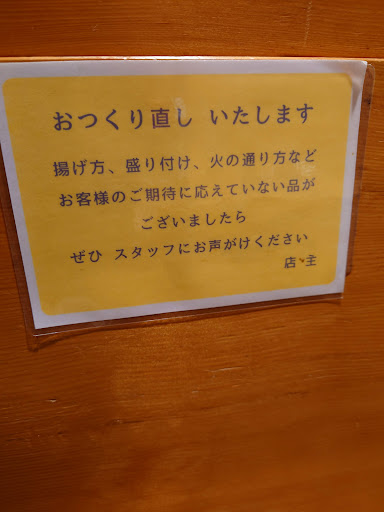 おつくり直し いたします
揚げ方、盛り付け、火の通り方など
お客様のご期待に応えていない品が
ございましたら
ぜひ スタッフにお声がけください
店 主